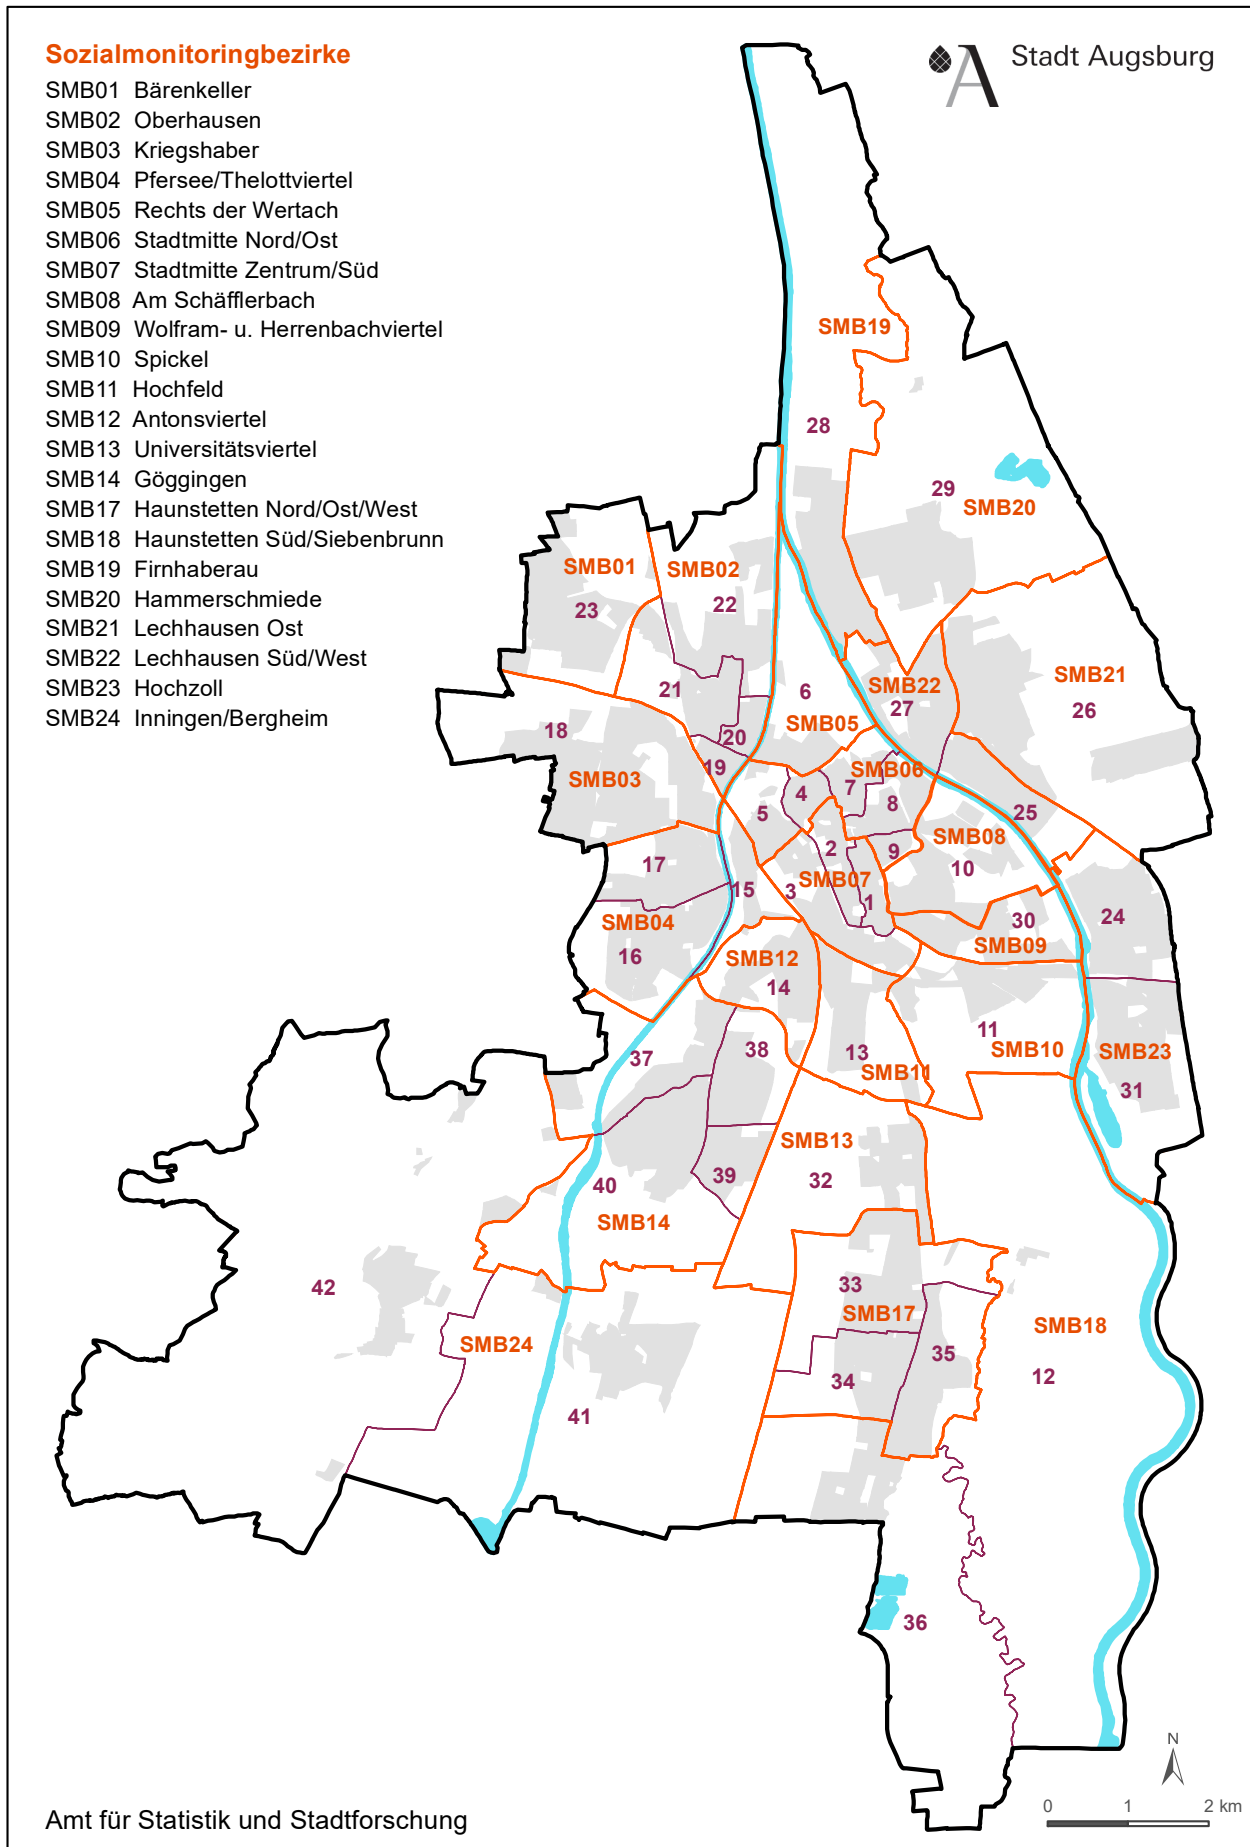 Sozialmonitoringbezirke
SMB01 Bärenkeller
SMB02 Oberhausen
SMB03 Kriegshaber
SMB04 Pfersee/Thelottviertel
SMB05 Rechts der Wertach
SMB06 Stadtmitte Nord/Ost
SMB07 Stadtmitte Zentrum/Süd
SMB08 Am Schäfflerbach
SMB09 Wolfram- u. Herrenbachviertel
SMB10 Spickel
SMB11 Hochfeld
SMB12 Antonsviertel
SMB13 Universitätsviertel
SMB14 Göggingen
SMB17 Haunstetten Nord/Ost/West
SMB18 Haunstetten Süd/Siebenbrunn
SMB19 Firnhaberau
SMB20 Hammerschmiede
SMB21 Lechhausen Ost
SMB22 Lechhausen Süd/West
SMB23 Hochzoll
SMB24 Inningen/Bergheim
A Stadt Augsburg
SMB19
28
29
SMB20
SMB01
SMB02
23
22
21
6
SMB22
27
SMB21
26
18
SMB05
20
19
SMB03
SMB06
4
7
8
5
25
2
9
SMB08
10
17
15
3
SMB07
1
24
SMB04
30
16
SMB12
SMB09
14
11
37
38
13
SMB11
SMB10
SMB23
31
SMB13
39
32
40
SMB14
42
33
SMB17
SMB18
SMB24
35
34
12
41
36
N
0 1 2 km
Amt für Statistik und Stadtforschung